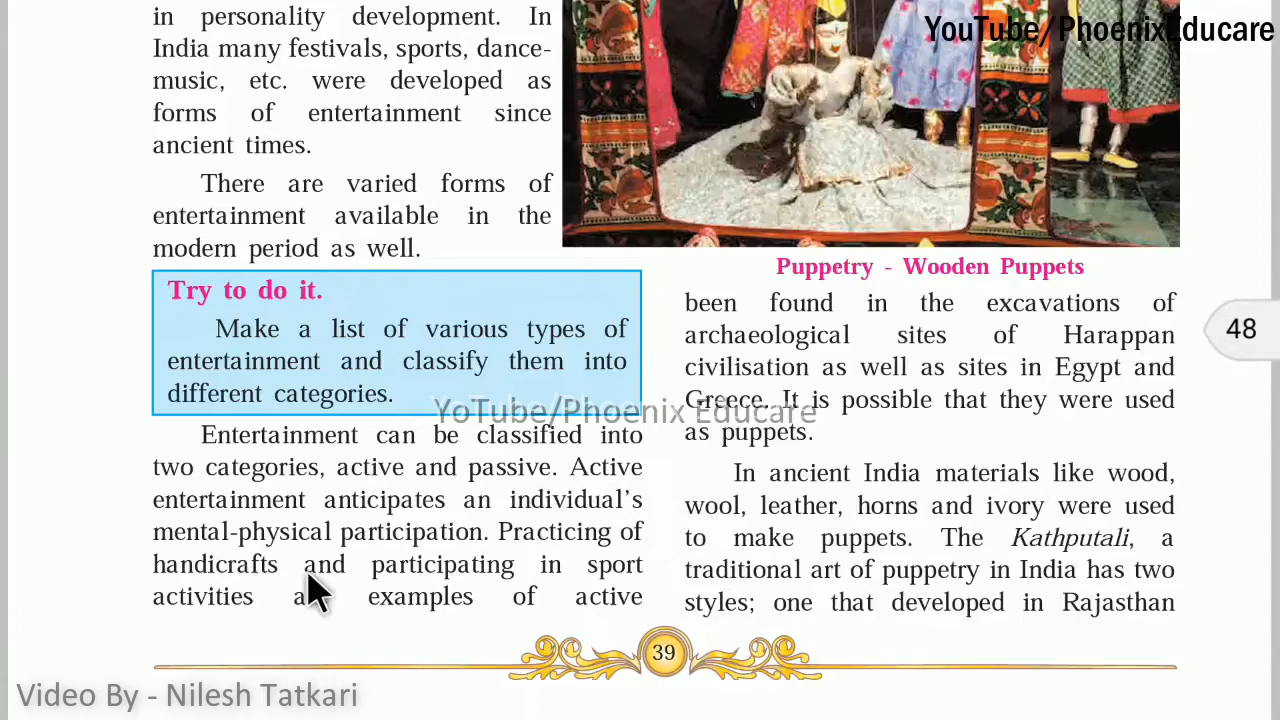 YouTube/PhoenixEducare
in personality development. In
India many festivals, sports, dance-
music, etc. were developed as
forms of entertainment since
ancient times.
There are varied forms of
entertainment available in the
modern period as well.
Try to do it.
Make a list of various types of
entertainment and classify them into
different categories.
Entertainment can be classified into
two categories, active and passive. Active
entertainment anticipates an individual's
mental-physical participation. Practicing of
handicrafts and participating in sport
activities examples of active
Puppetry - Wooden Puppets
been found in the excavations of
archaeological sites of Harappan
civilisation as well as sites in Egypt and
Greece. It is possible that they were used
as puppets.
In ancient India materials like wood,
wool, leather, horns and ivory were used
to make puppets. The Kathputali, a
traditional art of puppetry in India has two
styles; one that developed in Rajasthan
48
YoTube/Phoenix Educare
39
Video By - Nilesh Tatkari